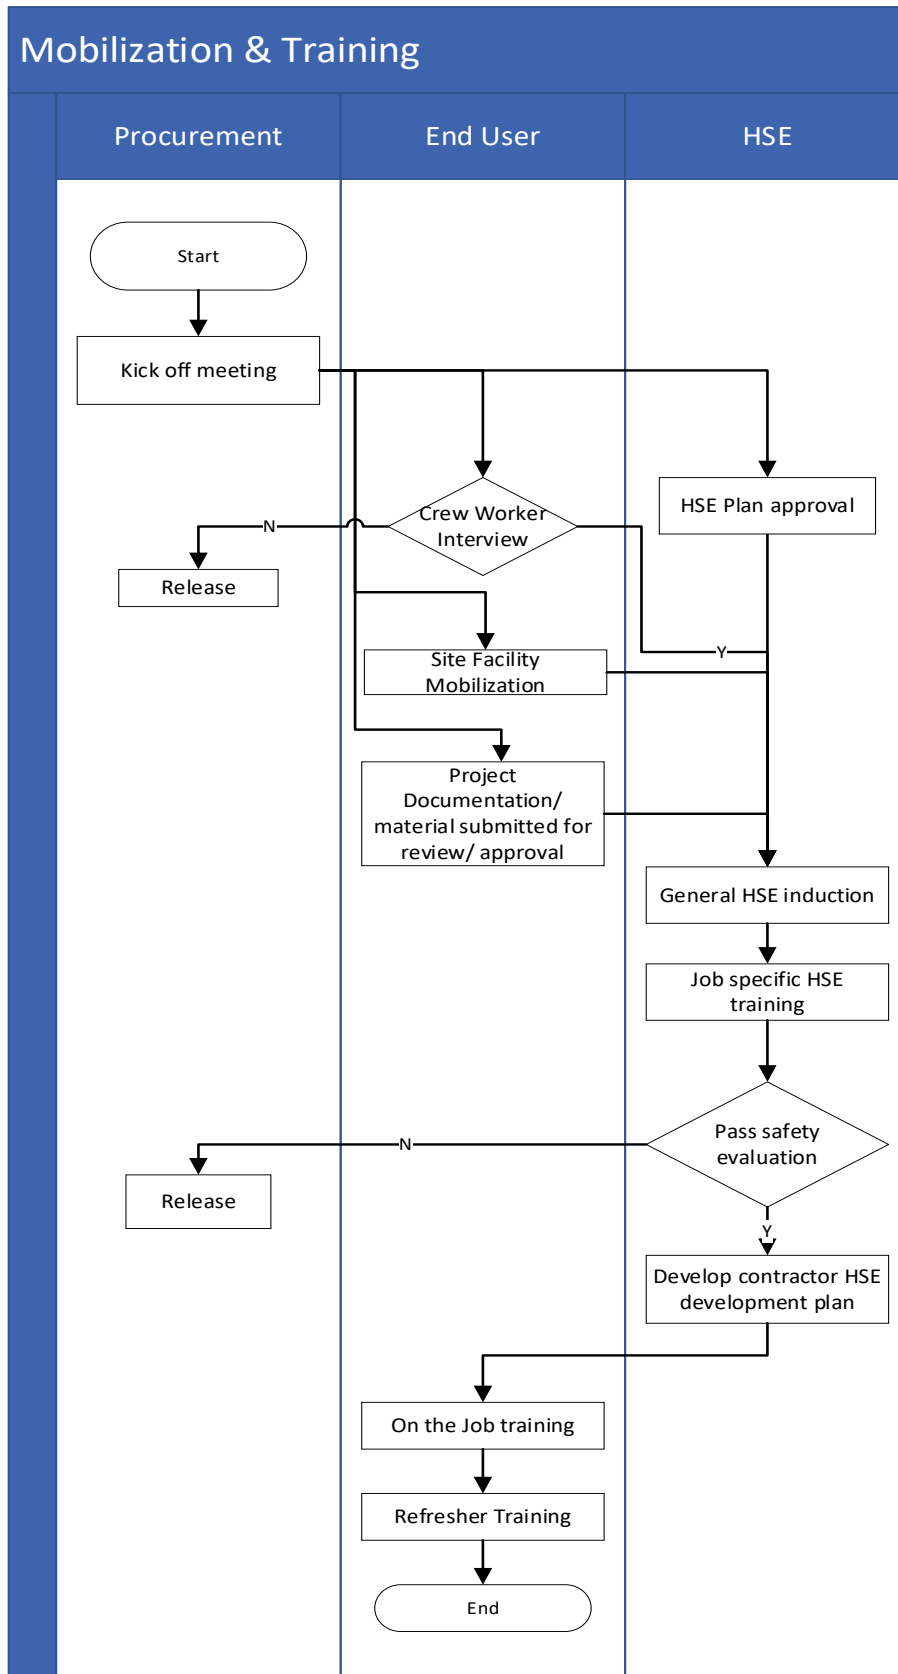 Mobilization & Training
Procurement
End User
HSE
Start
Kick off meeting
Crew Worker
Interview
HSE Plan approval
N
Release
Y
Site Facility
Mobilization
Project
Documentation/
material submitted for
review/ approval
General HSE induction
Job specific HSE
training
Pass safety
evaluation
N
Release
Y
Develop contractor HSE
development plan
On the Job training
Refresher Training
End